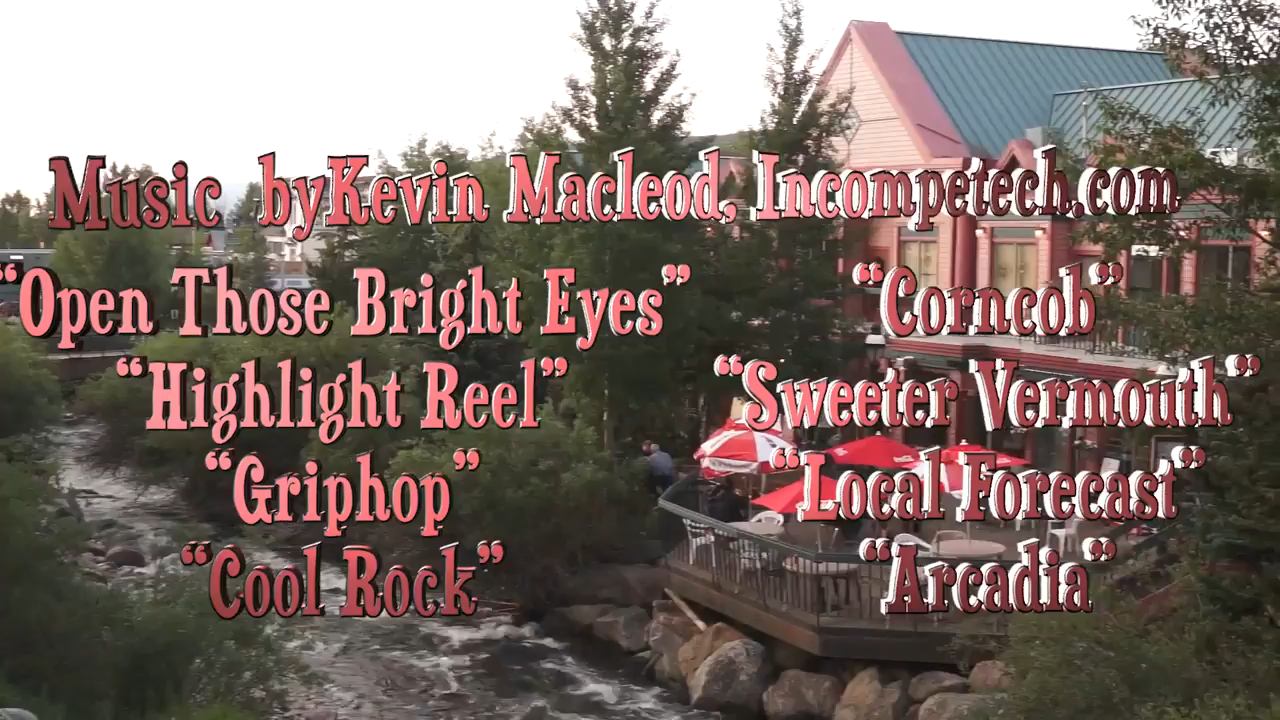 Music byKevin Macleod, Incompetech.com
“Open Those Bright Eyes”
“Highlight Reel”
“Griphop”
“Cool Rock”
“Corncob”
“Sweeter Vermouth”
“Local Forecast”
“Arcadia”